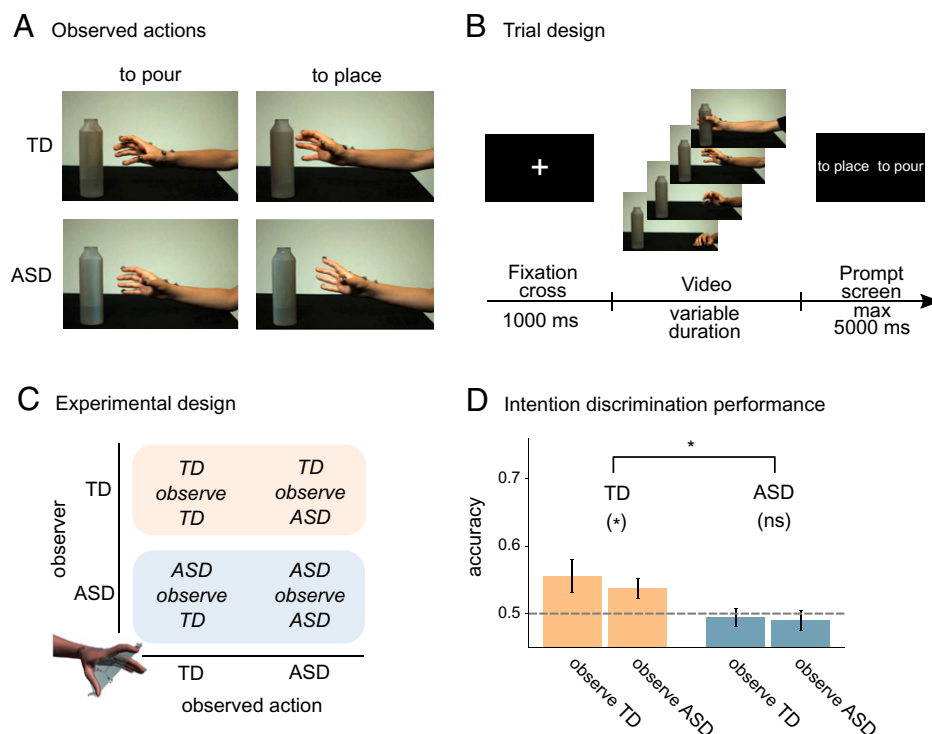 A Observed actions
to pour
to place
TD
ASD
B Trial design
+
to place to pour
Fixation
cross
1000 ms
Video
variable
duration
Prompt
screen
max
5000 ms
C Experimental design
observer
TD
TD
observe
TD
TD
observe
ASD
ASD
ASD
observe
TD
ASD
observe
ASD
TD
ASD
observed action
D Intention discrimination performance
accuracy
0.7
0.6
0.5
*
TD
(*)
ASD
(ns)
observe TD
observe ASD
observe TD
observe ASD